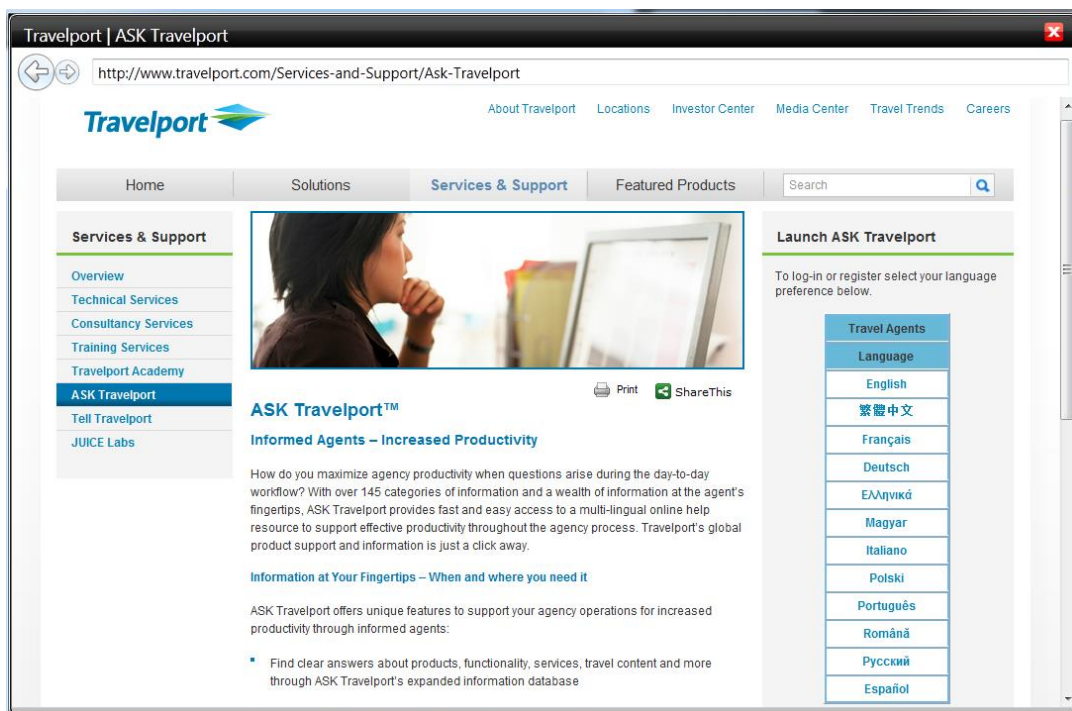 Travelport | ASK Travelport
http://www.travelport.com/Services-and-Support/Ask-Travelport
Travelport
About Travelport Locations Investor Center Media Center Travel Trends Careers
Home Solutions Services & Support Featured Products Search
Services & Support
Overview
Technical Services
Consultancy Services
Training Services
Travelport Academy
ASK Travelport
Tell Travelport
JUICE Labs
Print ShareThis
ASK Travelport™
Informed Agents – Increased Productivity
How do you maximize agency productivity when questions arise during the day-to-day
workflow? With over 145 categories of information and a wealth of information at the agent's
fingertips, ASK Travelport provides fast and easy access to a multi-lingual online help
resource to support effective productivity throughout the agency process. Travelport's global
product support and information is just a click away.
Information at Your Fingertips – When and where you need it
ASK Travelport offers unique features to support your agency operations for increased
productivity through informed agents:
Find clear answers about products, functionality, services, travel content and more
through ASK Travelport's expanded information database
Launch ASK Travelport
To log-in or register select your language
preference below.
Travel Agents
Language
English
繁體中文
Français
Deutsch
Ελληνικά
Magyar
Italiano
Polski
Português
Română
Русский
Español